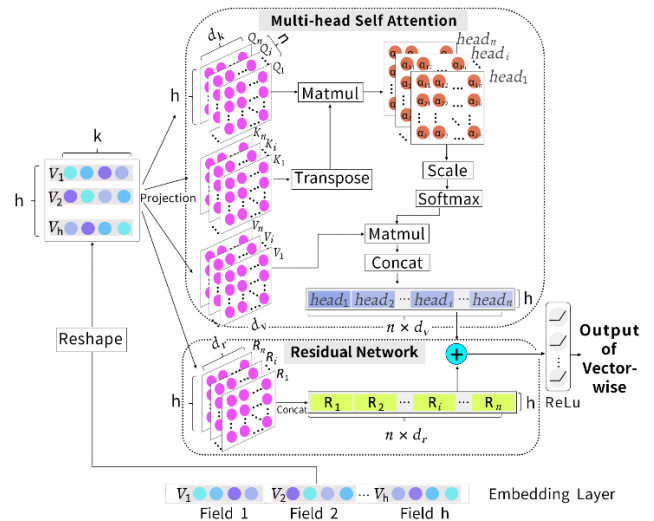 Multi-head Self Attention
d_k
n
Q_n
Q_i
Q_1
h
Matmul
head_n
head_i
head_1
K_n
K_i
K_1
h
Transpose
Scale
Softmax
k
V_1
V_2
V_h
h
Projection
V_n
V_i
V_1
h
Matmul
Concat
head_1 head_2 ... head_i ... head_n
h
d_v
n × d_v
Reshape
Residual Network
d_r
R_n
R_i
R_1
h
Concat
R_1 R_2 ... R_i ... R_n
h
n × d_r
+
ReLu
Output
of
Vector-
wise
V_1 V_2 ... V_h
Embedding Layer
Field 1 Field 2 Field h